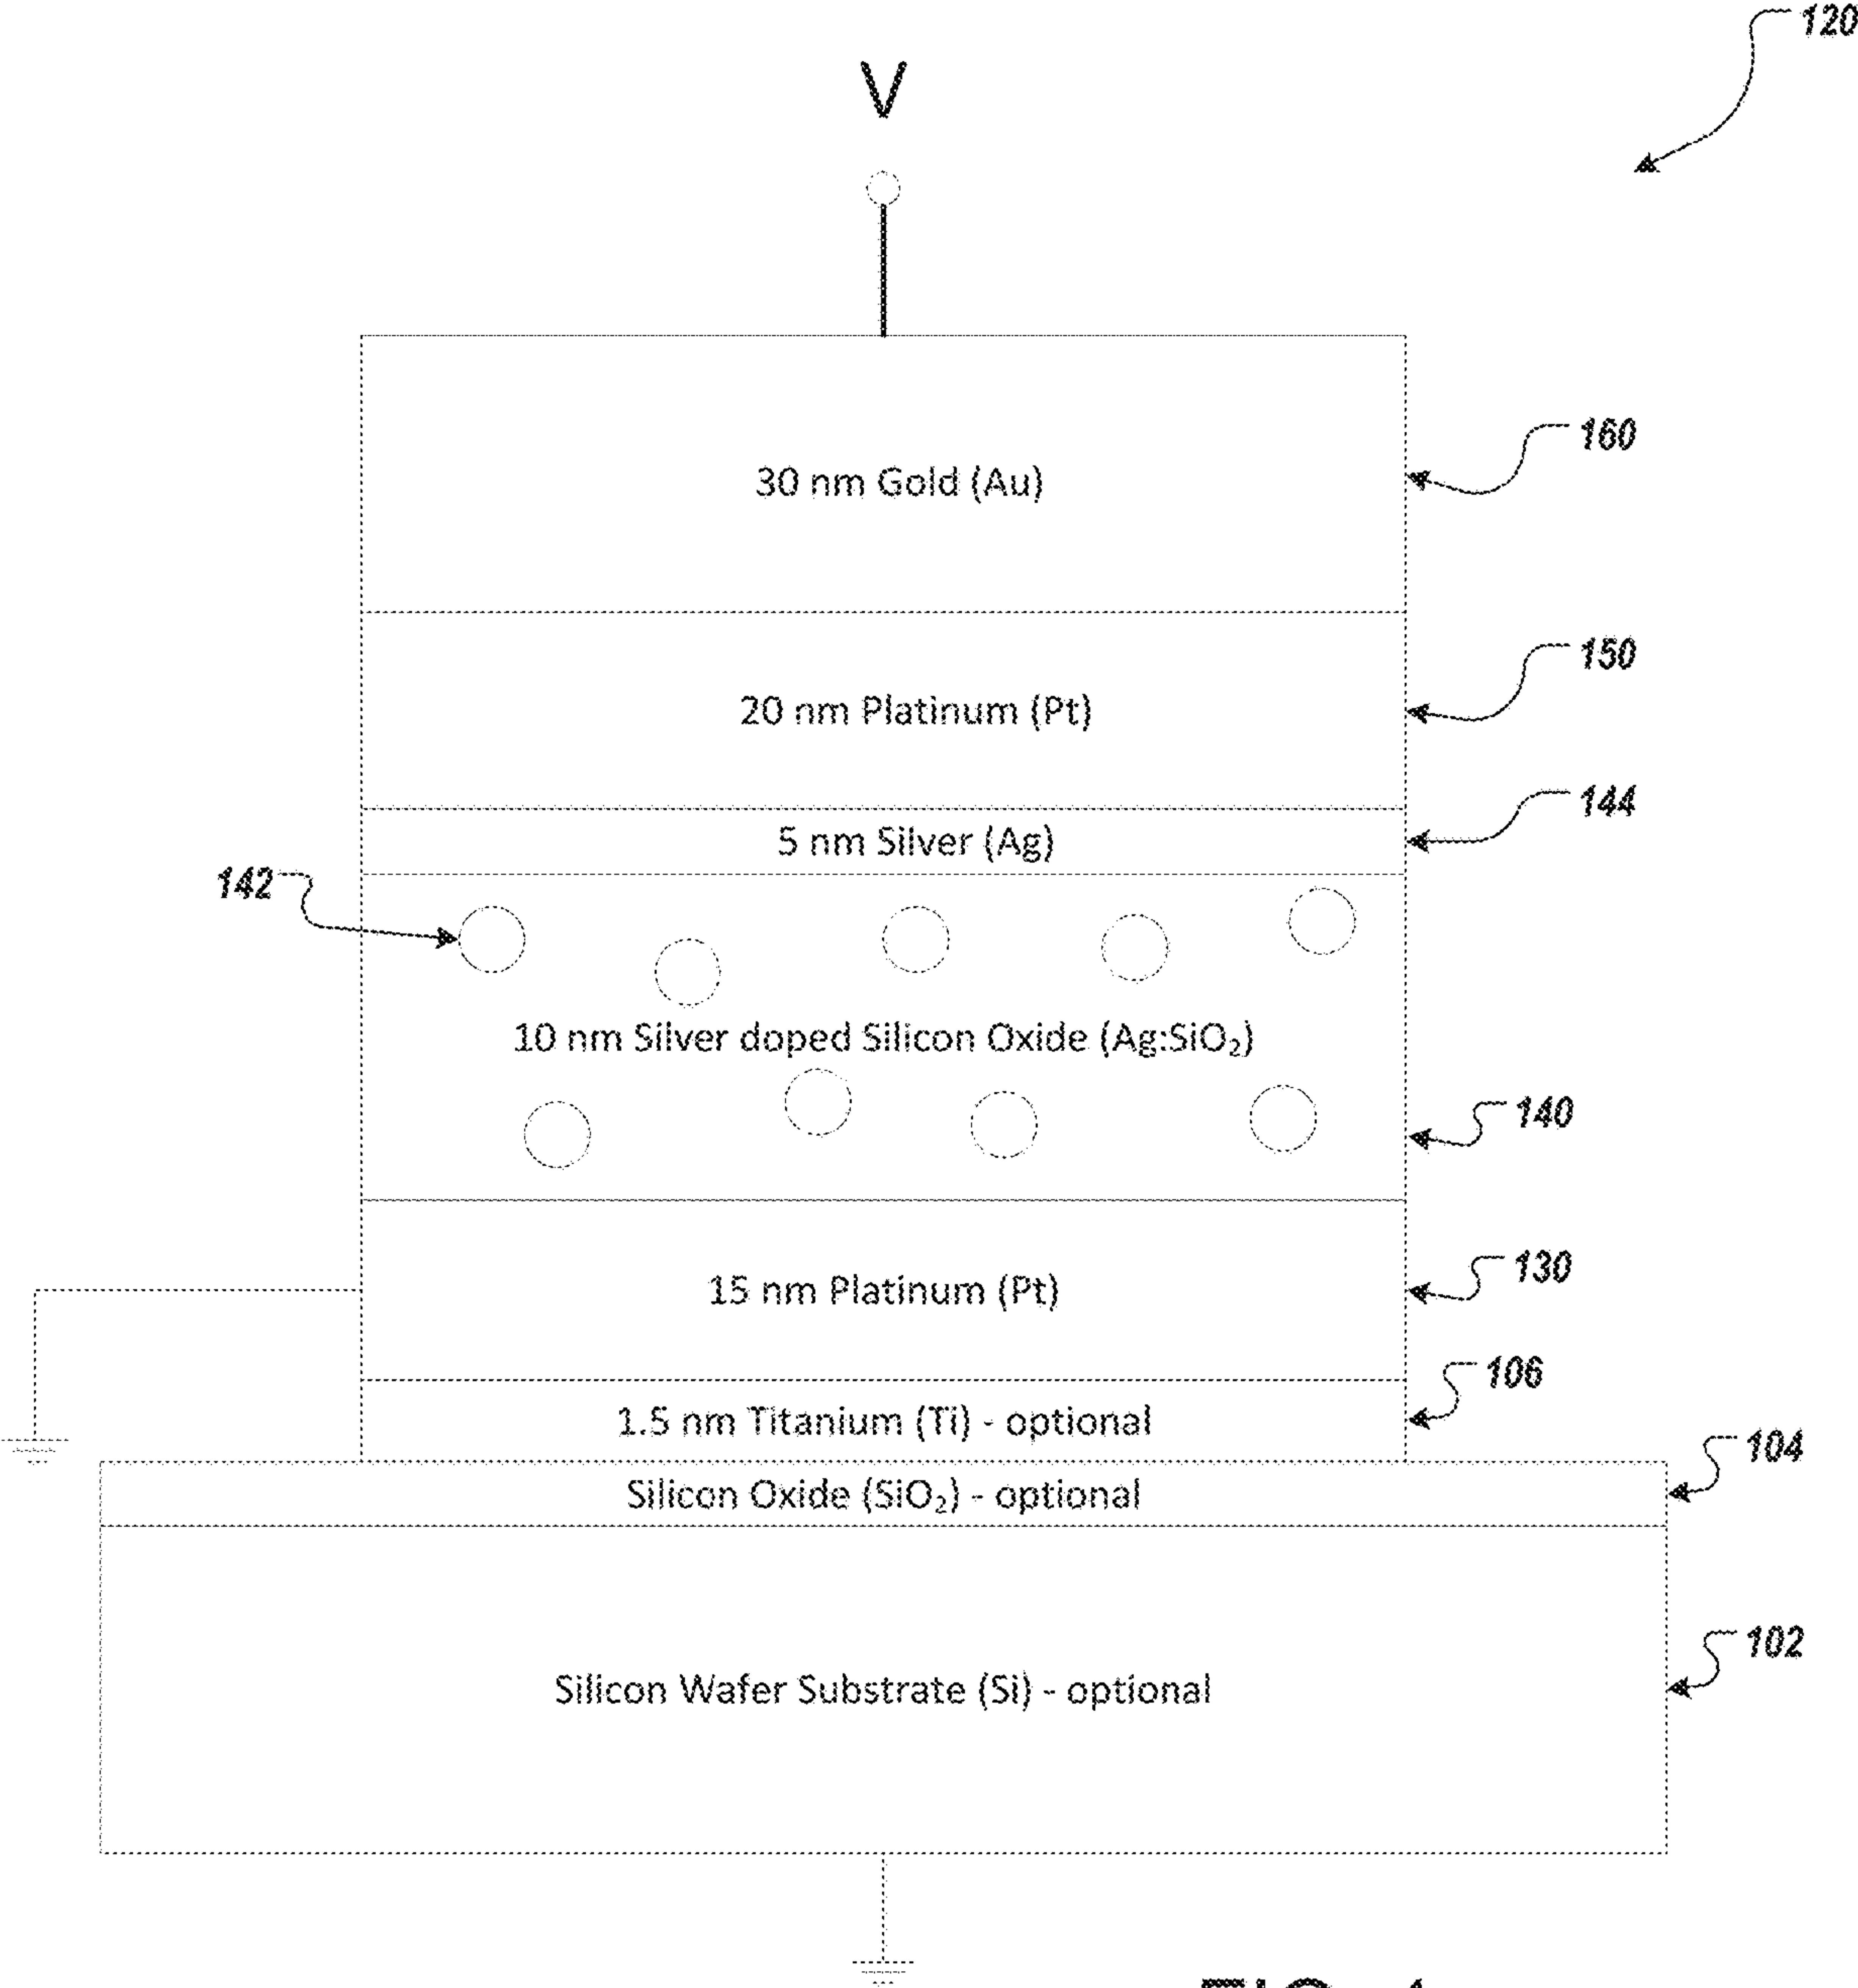 120
V
160
30 nm Gold (Au)
150
20 nm Platinum (Pt)
144
5 nm Silver (Ag)
142
10 nm Silver doped Silicon Oxide (Ag:SiO₂)
140
130
15 nm Platinum (Pt)
106
1.5 nm Titanium (Ti) - optional
104
Silicon Oxide (SiO₂) - optional
102
Silicon Wafer Substrate (Si) - optional